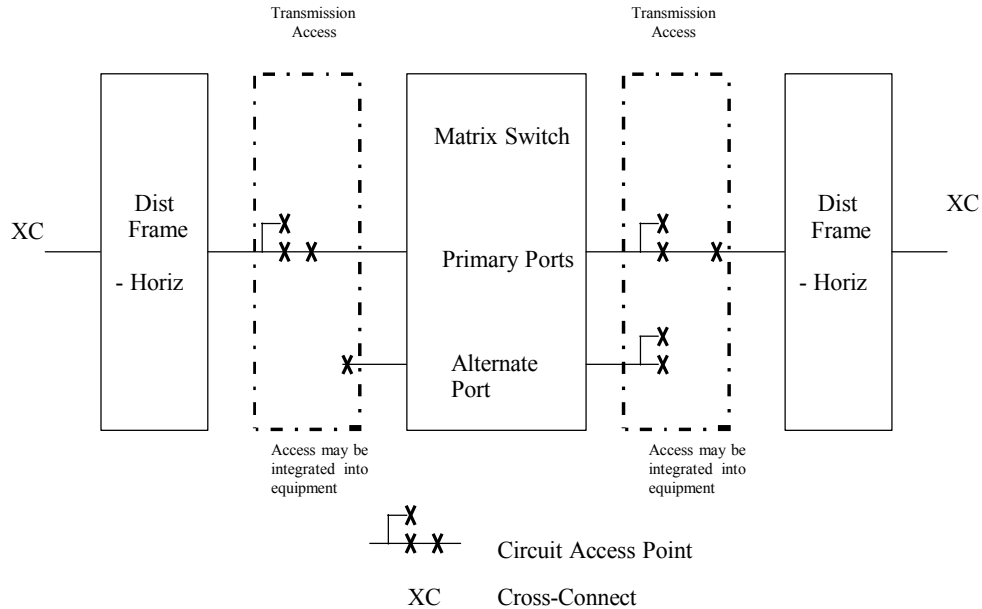 Transmission
Access
Transmission
Access
Matrix Switch
Dist
Frame
- Horiz
XC
Primary Ports
Alternate
Port
Dist
Frame
- Horiz
XC
Access may be
integrated into
equipment
Access may be
integrated into
equipment
Circuit Access Point
XC Cross-Connect